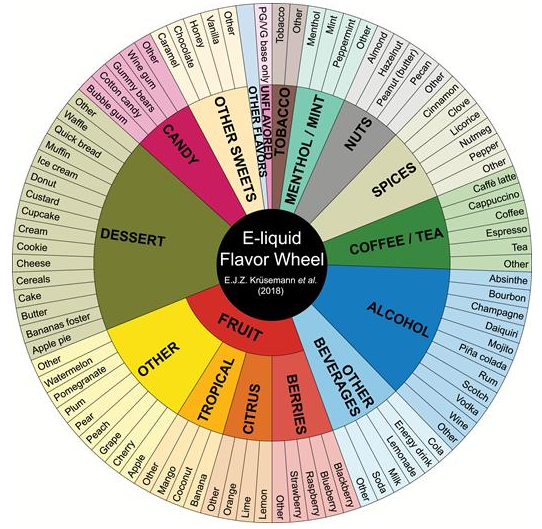 E-liquid
Flavor Wheel
E.J.Z. Krüsemann et al.
(2018)
TOBACCO
Tobacco
Other
MENTHOL / MINT
Menthol
Mint
Peppermint
Other
NUTS
Almond
Hazelnut
Peanut (butter)
Pecan
Other
SPICES
Cinnamon
Clove
Licorice
Nutmeg
Pepper
Other
COFFEE / TEA
Caffè latte
Cappuccino
Coffee
Espresso
Tea
Other
ALCOHOL
Absinthe
Bourbon
Champagne
Daiquiri
Mojito
Piña colada
Rum
Scotch
Vodka
Wine
Other
OTHER
BEVERAGES
Cola
Energy drink
Lemonade
Milk
Soda
Other
FRUIT
BERRIES
Blackberry
Blueberry
Raspberry
Strawberry
Other
CITRUS
Lemon
Lime
Orange
Other
TROPICAL
Banana
Coconut
Mango
Other
OTHER
Apple
Cherry
Grape
Peach
Pear
Plum
Pomegranate
Watermelon
Other
DESSERT
Apple pie
Bananas foster
Butter
Cake
Cereals
Cheese
Cookie
Cream
Cupcake
Custard
Donut
Ice cream
Muffin
Quick bread
Waffle
Other
CANDY
Bubble gum
Cotton candy
Gummy bears
Wine gum
Other
OTHER SWEETS
Caramel
Chocolate
Honey
Vanilla
Other
OTHER FLAVORS
UNFLAVORED
PG/VG base only